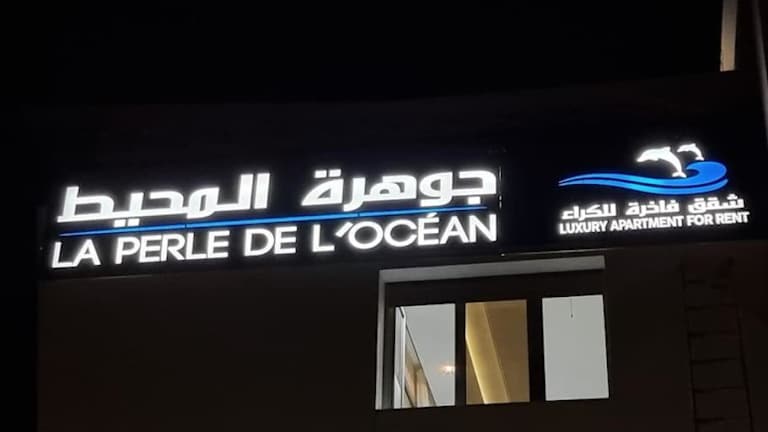 جوهرة المحيط
LA PERLE DE L'OCÉAN
شقق فاخرة للكراء
LUXURY APARTMENT FOR RENT